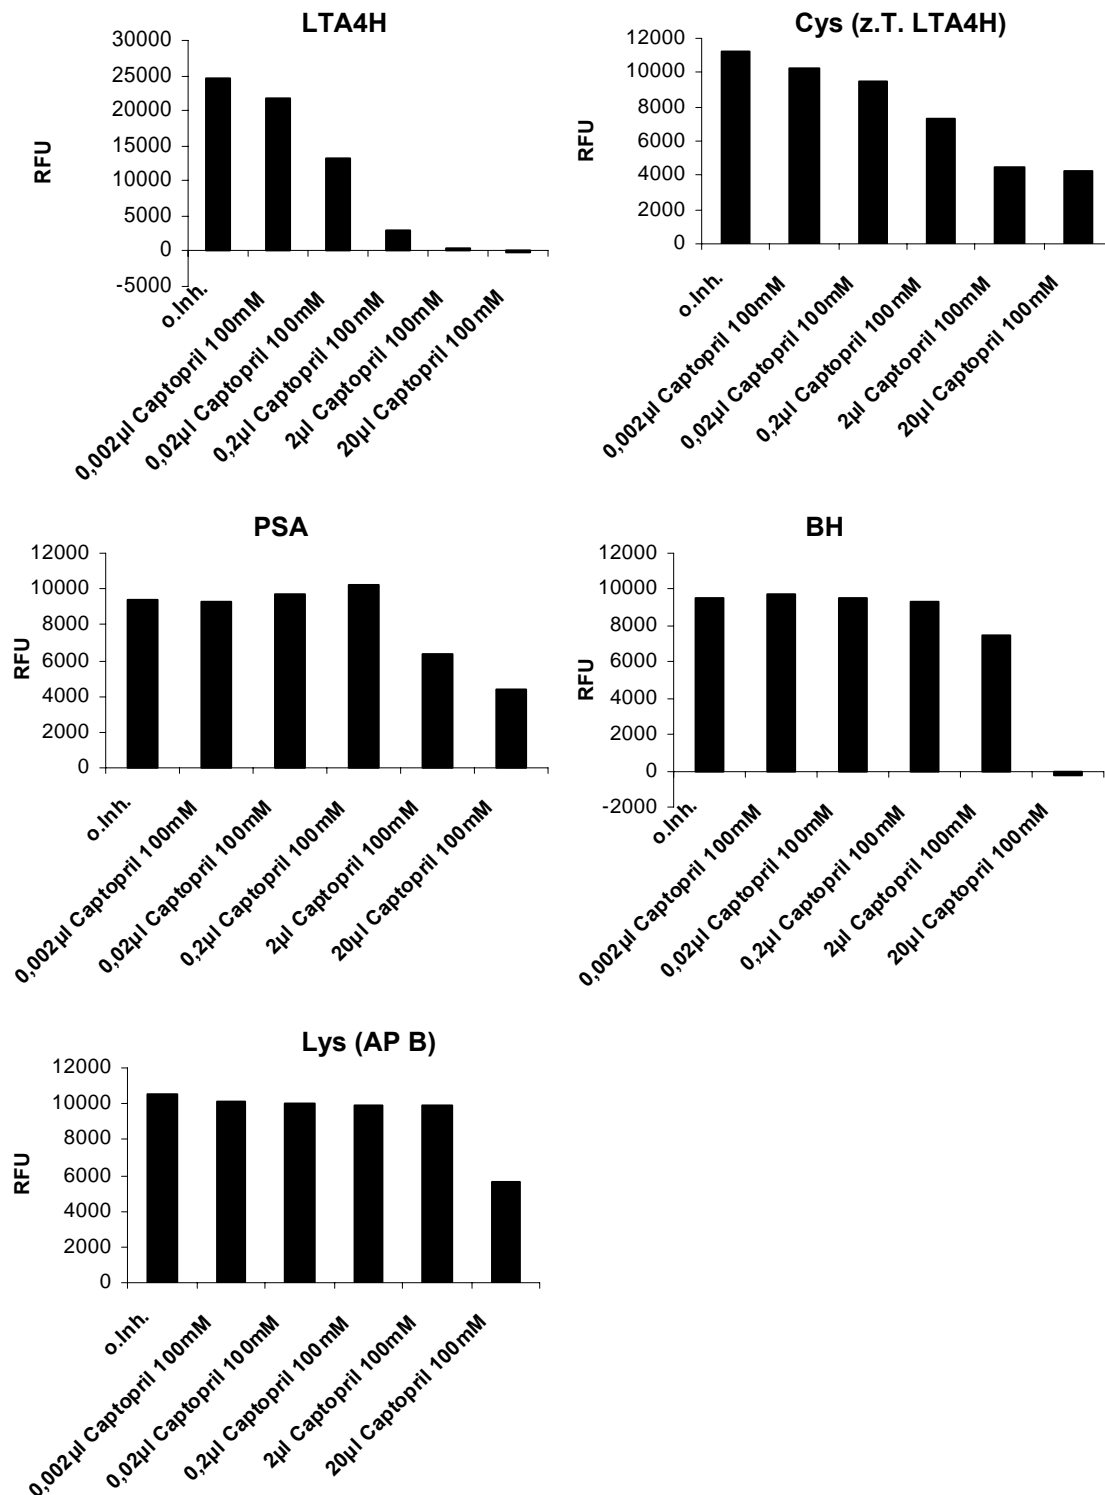 LTA4H
RFU
30000
25000
20000
15000
10000
5000
0
-5000
o.Inh.
0,002µl Captopril 100mM
0,02µl Captopril 100mM
0,2µl Captopril 100mM
2µl Captopril 100mM
20µl Captopril 100mM
Cys (z.T. LTA4H)
RFU
12000
10000
8000
6000
4000
2000
0
o.Inh.
0,002µl Captopril 100mM
0,02µl Captopril 100mM
0,2µl Captopril 100mM
2µl Captopril 100mM
20µl Captopril 100mM
PSA
RFU
12000
10000
8000
6000
4000
2000
0
o.Inh.
0,002µl Captopril 100mM
0,02µl Captopril 100mM
0,2µl Captopril 100mM
2µl Captopril 100mM
20µl Captopril 100mM
BH
RFU
12000
10000
8000
6000
4000
2000
0
-2000
o.Inh.
0,002µl Captopril 100mM
0,02µl Captopril 100mM
0,2µl Captopril 100mM
2µl Captopril 100mM
20µl Captopril 100mM
Lys (AP B)
RFU
12000
10000
8000
6000
4000
2000
0
o.Inh.
0,002µl Captopril 100mM
0,02µl Captopril 100mM
0,2µl Captopril 100mM
2µl Captopril 100mM
20µl Captopril 100mM